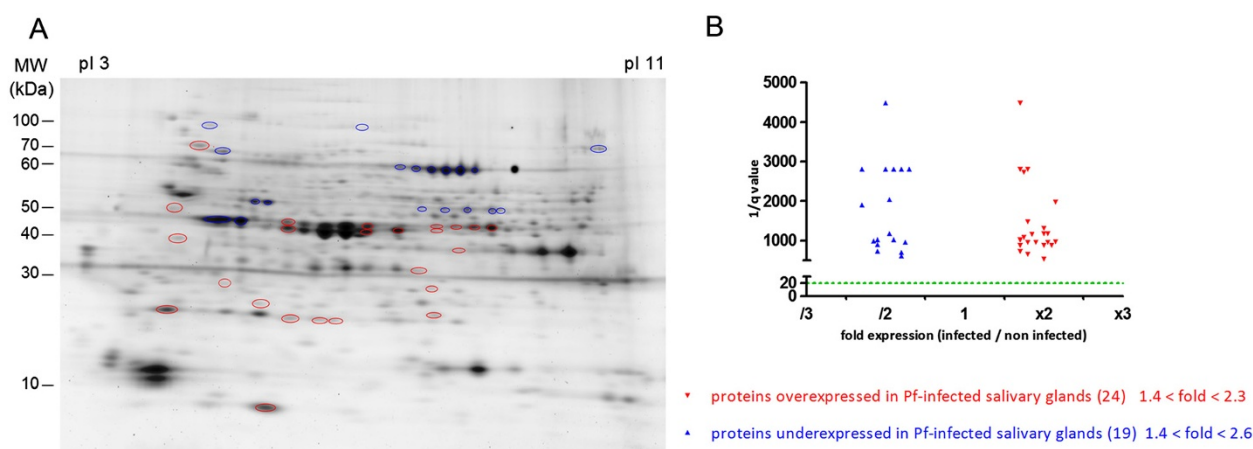 A
MW
(kDa)
pI 3
pI 11
100
70
60
50
40
30
10
B
5000
4000
3000
2000
1000
20
0
1/q value
/3 /2 1 x2 x3
fold expression (infected / non infected)
proteins overexpressed in Pf-infected salivary glands (24) 1.4 < fold < 2.3
proteins underexpressed in Pf-infected salivary glands (19) 1.4 < fold < 2.6